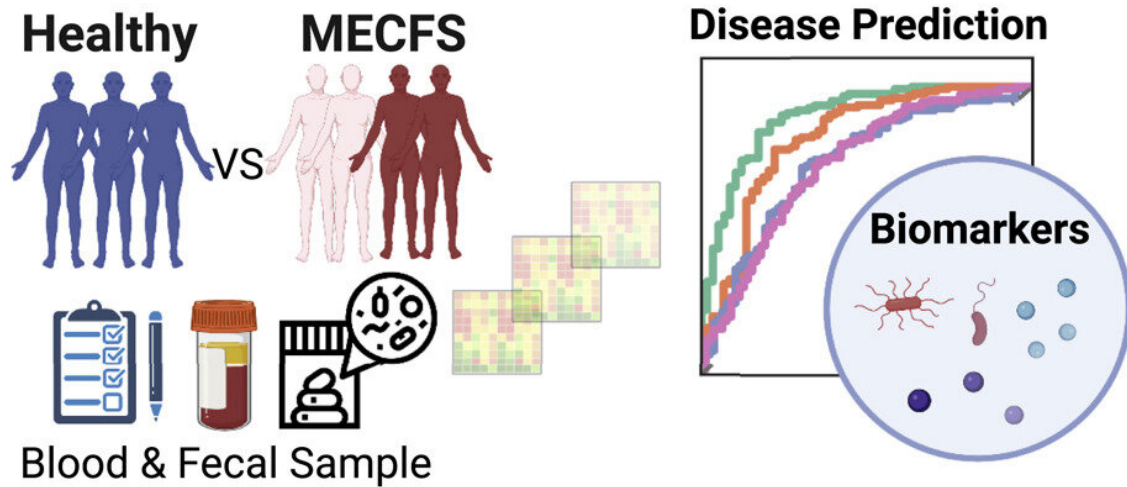 Healthy
VS
MECFS
Blood & Fecal Sample
Disease Prediction
Biomarkers